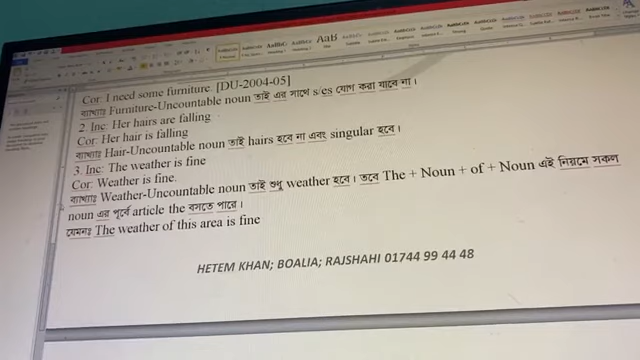 Cor: I need some furniture. [DU-2004-05]
ব্যাখ্যাঃ Furniture-Uncountable noun তাই এর সাথে s/es যোগ করা যাবে না।
2. Inc: Her hairs are falling
Cor: Her hair is falling
ব্যাখ্যাঃ Hair-Uncountable noun তাই hairs হবে না এবং singular হবে।
3. Inc: The weather is fine
Cor: Weather is fine.
ব্যাখ্যাঃ Weather-Uncountable noun তাই শুধু weather হবে। তবে The + Noun + of + Noun এই নিয়মে সকল
noun এর পূর্বে article the বসতে পারে।
যেমনঃ The weather of this area is fine
HETEM KHAN; BOALIA; RAJSHAHI 01744 99 44 48